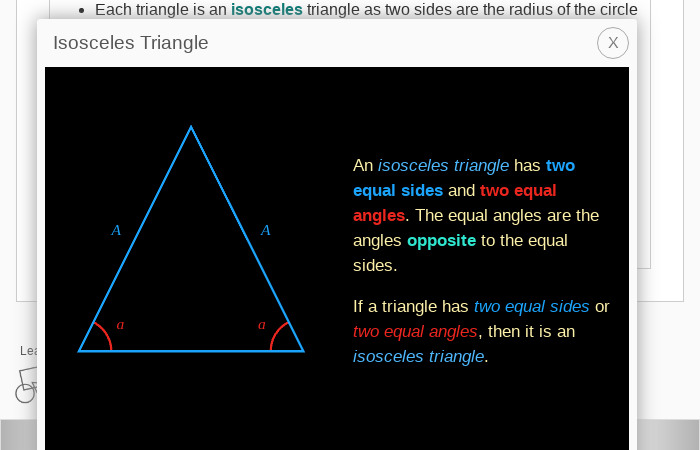 Each triangle is an isosceles triangle as two sides are the radius of the circle
Isosceles Triangle
X
A
A
a
a
An isosceles triangle has two
equal sides and two equal
angles. The equal angles are the
angles opposite to the equal
sides.
If a triangle has two equal sides or
two equal angles, then it is an
isosceles triangle.